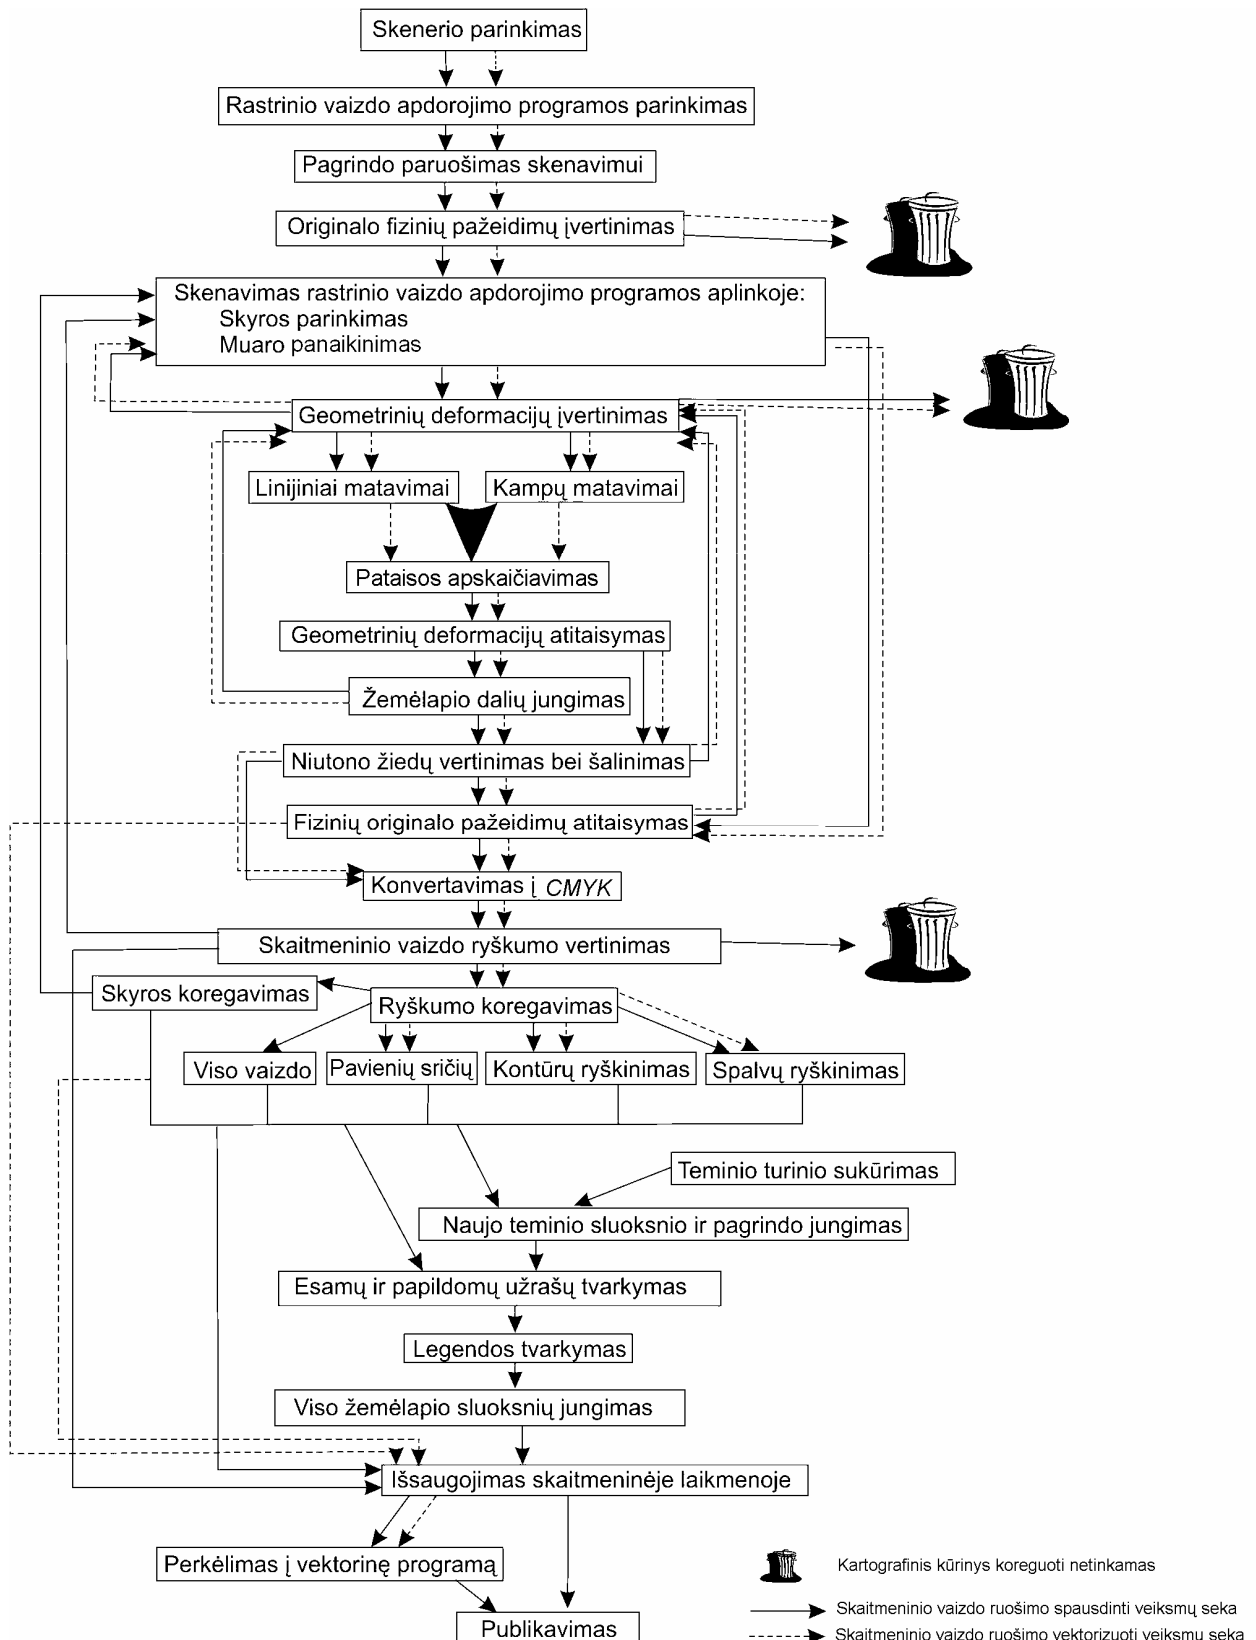 Skenerio parinkimas
Rastrinio vaizdo apdorojimo programos parinkimas
Pagrindo paruošimas skenavimui
Originalo fizinių pažeidimų įvertinimas
Skenavimas rastrinio vaizdo apdorojimo programos aplinkoje:
Skyros parinkimas
Muaro panaikinimas
Geometrinių deformacijų įvertinimas
Linijiniai matavimai
Kampų matavimai
Pataisos apskaičiavimas
Geometrinių deformacijų atitaisymas
Žemėlapio dalių jungimas
Niutono žiedų vertinimas bei šalinimas
Fizinių originalo pažeidimų atitaisymas
Konvertavimas į CMYK
Skaitmeninio vaizdo ryškumo vertinimas
Skyros koregavimas
Ryškumo koregavimas
Viso vaizdo
Pavienių sričių
Kontūrų ryškinimas
Spalvų ryškinimas
Teminio turinio sukūrimas
Naujo teminio sluoksnio ir pagrindo jungimas
Esamų ir papildomų užrašų tvarkymas
Legendos tvarkymas
Viso žemėlapio sluoksnių jungimas
Išsaugojimas skaitmeninėje laikmenoje
Perkėlimas į vektorinę programą
Publikavimas
Kartografinis kūrinys koreguoti netinkamas
Skaitmeninio vaizdo ruošimo spausdinti veiksmų seka
Skaitmeninio vaizdo ruošimo vektorizuoti veiksmų seka